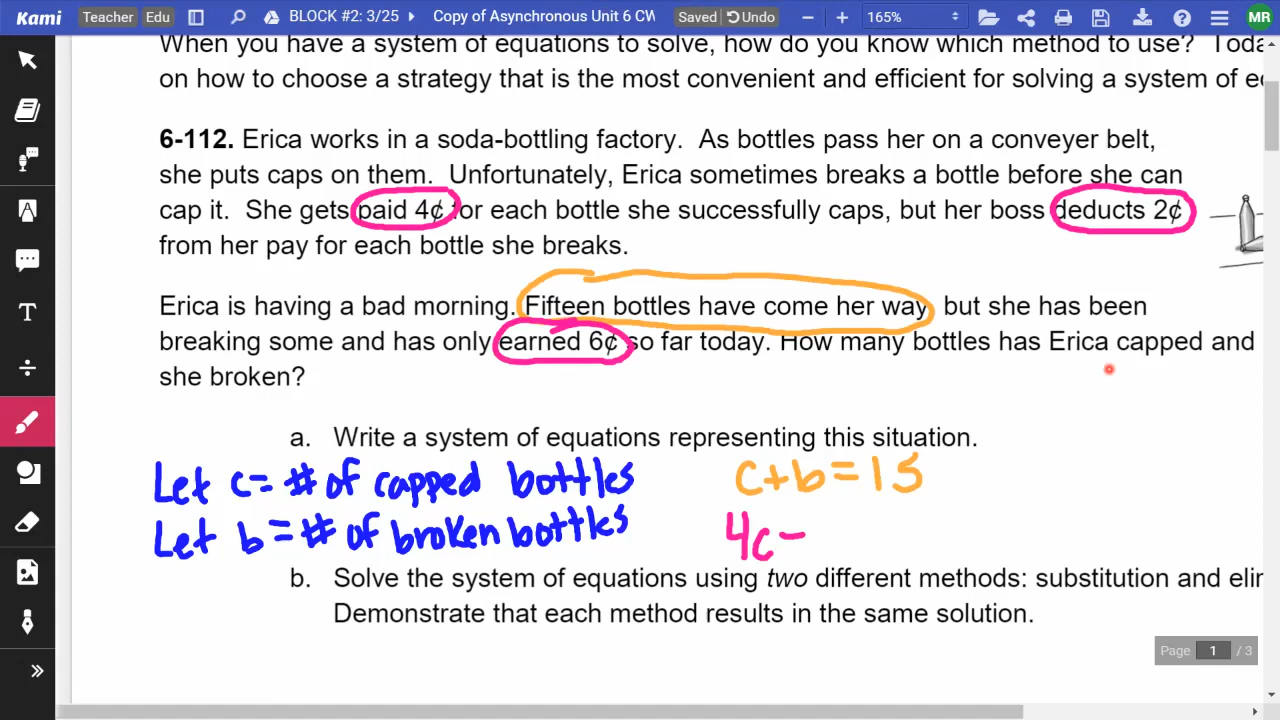 Kami Teacher Edu BLOCK #2: 3/25 Copy of Asynchronous Unit 6 CW Saved Undo 165% MR
When you have a system of equations to solve, how do you know which method to use? Toda
on how to choose a strategy that is the most convenient and efficient for solving a system of e
6-112. Erica works in a soda-bottling factory. As bottles pass her on a conveyer belt,
she puts caps on them. Unfortunately, Erica sometimes breaks a bottle before she can
cap it. She gets paid 4¢ for each bottle she successfully caps, but her boss deducts 2¢
from her pay for each bottle she breaks.
Erica is having a bad morning. Fifteen bottles have come her way but she has been
breaking some and has only earned 6¢ so far today. How many bottles has Erica capped and
she broken?
a. Write a system of equations representing this situation.
Let c= # of capped bottles c+b=15
Let b = # of broken bottles 4c-
b. Solve the system of equations using two different methods: substitution and eli
Demonstrate that each method results in the same solution.
Page 1 / 3